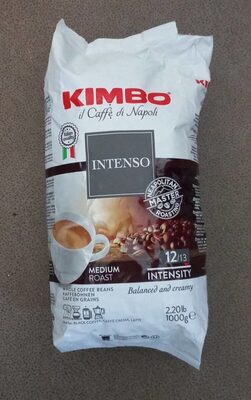 KIMBO
il Caffè di Napoli
INTENSO
NEAPOLITAN
MASTER
ROASTER
MEDIUM
ROAST
12/13
INTENSITY
WHOLE COFFEE BEANS
KAFFEEBOHNEN
CAFÉ EN GRAINS
Balanced and creamy
2.20lb
1000g